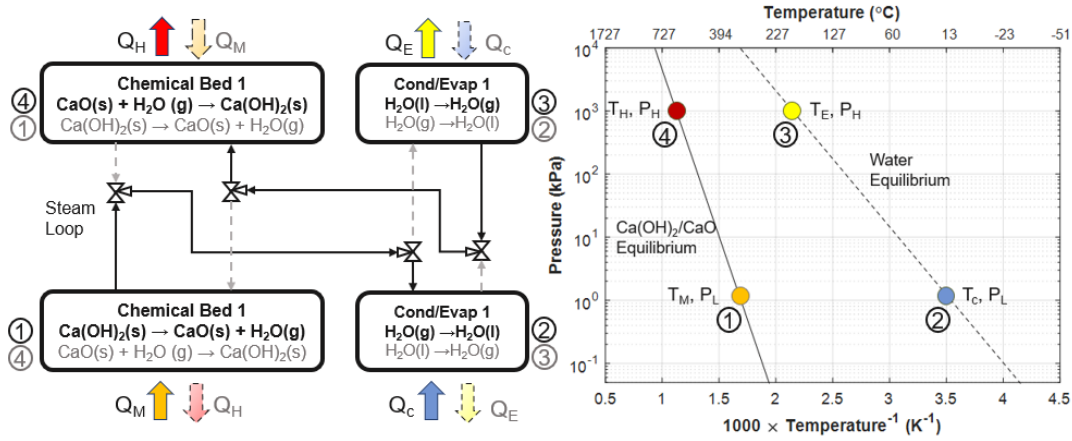 Q_H
Q_M
Q_E
Q_c
Chemical Bed 1
CaO(s) + H₂O (g) → Ca(OH)₂(s)
Ca(OH)₂(s) → CaO(s) + H₂O(g)
④
①
Cond/Evap 1
H₂O(l) →H₂O(g)
H₂O(g) →H₂O(l)
③
②
Steam
Loop
Chemical Bed 1
Ca(OH)₂(s) → CaO(s) + H₂O(g)
CaO(s) + H₂O (g) → Ca(OH)₂(s)
①
④
Cond/Evap 1
H₂O(g) →H₂O(l)
H₂O(l) →H₂O(g)
②
③
Q_M
Q_H
Q_c
Q_E
Temperature (°C)
1727 727 394 227 127 60 13 -23 -51
Pressure (kPa)
10⁴
10³
10²
10¹
10⁰
10⁻¹
T_H, P_H
④
T_E, P_H
③
Water
Equilibrium
Ca(OH)₂/CaO
Equilibrium
T_M, P_L
①
T_c, P_L
②
0.5 1 1.5 2 2.5 3 3.5 4 4.5
1000 × Temperature⁻¹ (K⁻¹)